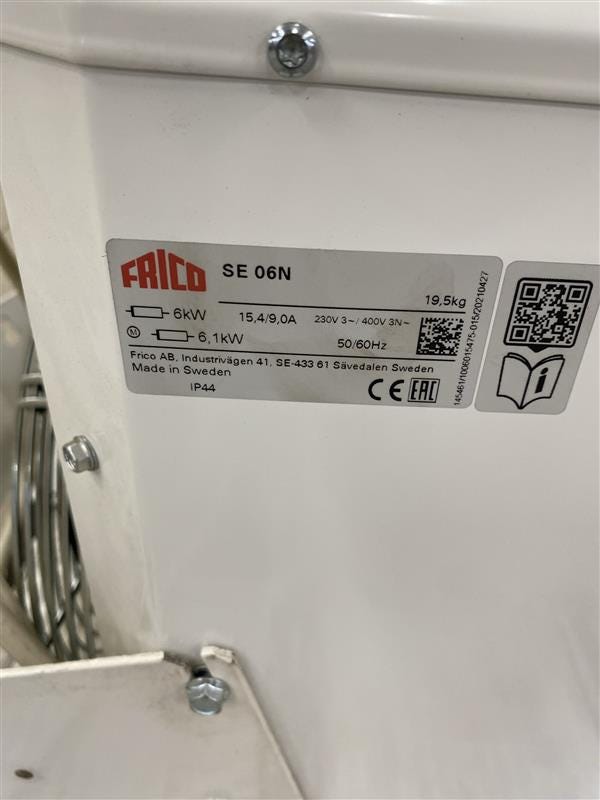 FRICO SE 06N
19,5kg
6kW 15,4/9,0A 230V 3~/ 400V 3N~
M 6,1kW 50/60Hz
Frico AB, Industrivägen 41, SE-433 61 Sävedalen Sweden
Made in Sweden
IP44
CE EAC
145461/1006015475-015/20210427
i